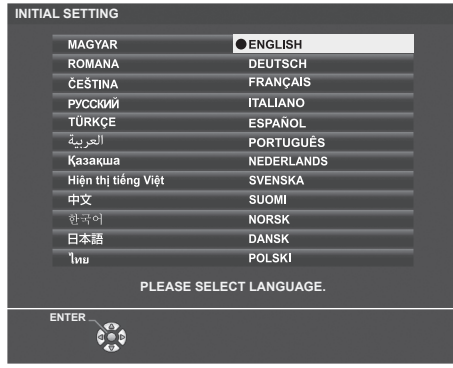 INITIAL SETTING
MAGYAR ENGLISH
ROMANA DEUTSCH
ČEŠTINA FRANÇAIS
РУССКИЙ ITALIANO
TÜRKÇE ESPAÑOL
العربية PORTUGUÊS
Қазақша NEDERLANDS
Hiện thị tiếng Việt SVENSKA
中文 SUOMI
한국어 NORSK
日本語 DANSK
ไทย POLSKI
PLEASE SELECT LANGUAGE.
ENTER